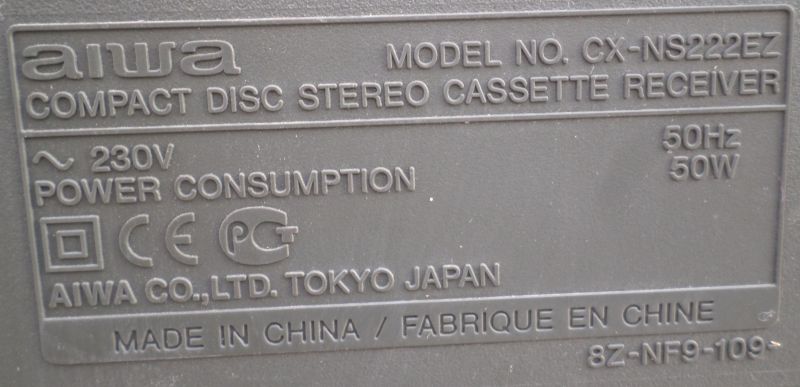 aiwa MODEL NO. CX-NS222EZ
COMPACT DISC STEREO CASSETTE RECEIVER
~ 230V 50Hz
POWER CONSUMPTION 50W
CE PCT
AIWA CO.,LTD. TOKYO JAPAN
MADE IN CHINA / FABRIQUE EN CHINE
8Z-NF9-109-